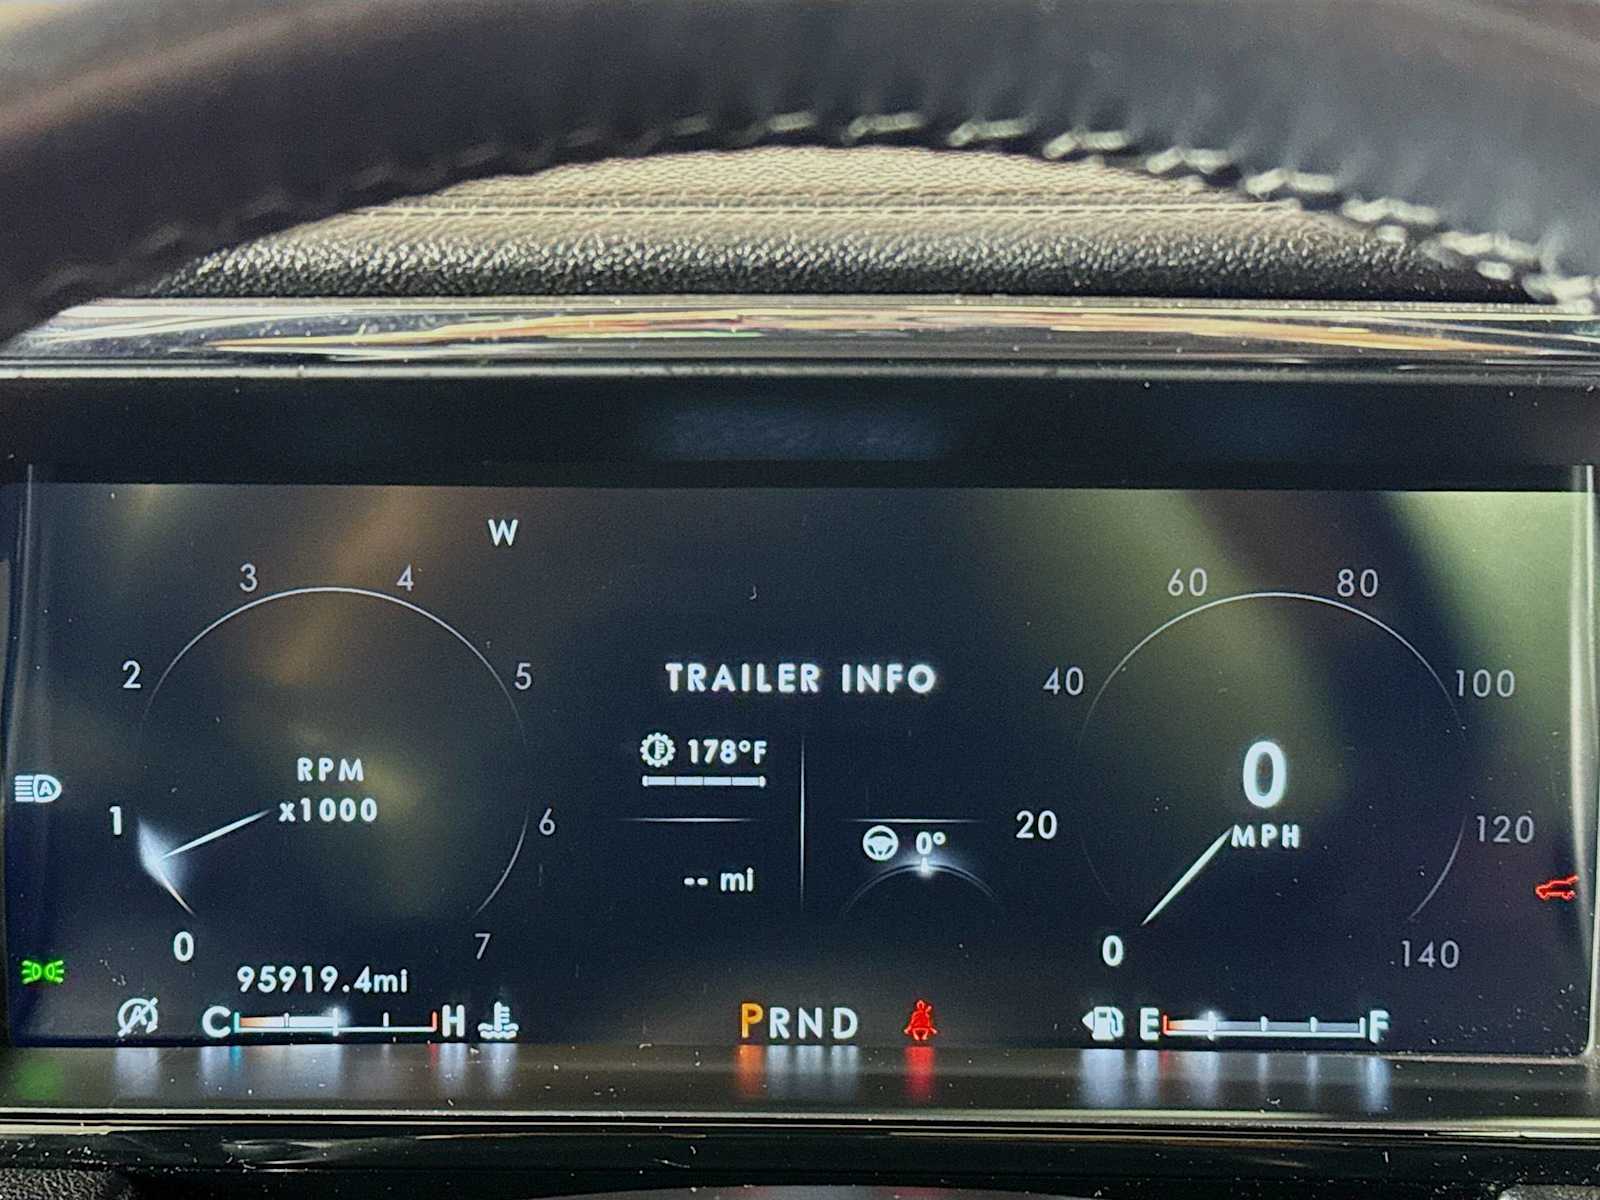 W
3 4
2 5
1 6
0 7
RPM
x1000
95919.4mi
C H
TRAILER INFO
178°F
-- mi
0°
PRND
60 80
40 100
20 120
0 140
0
MPH
E F
A
A